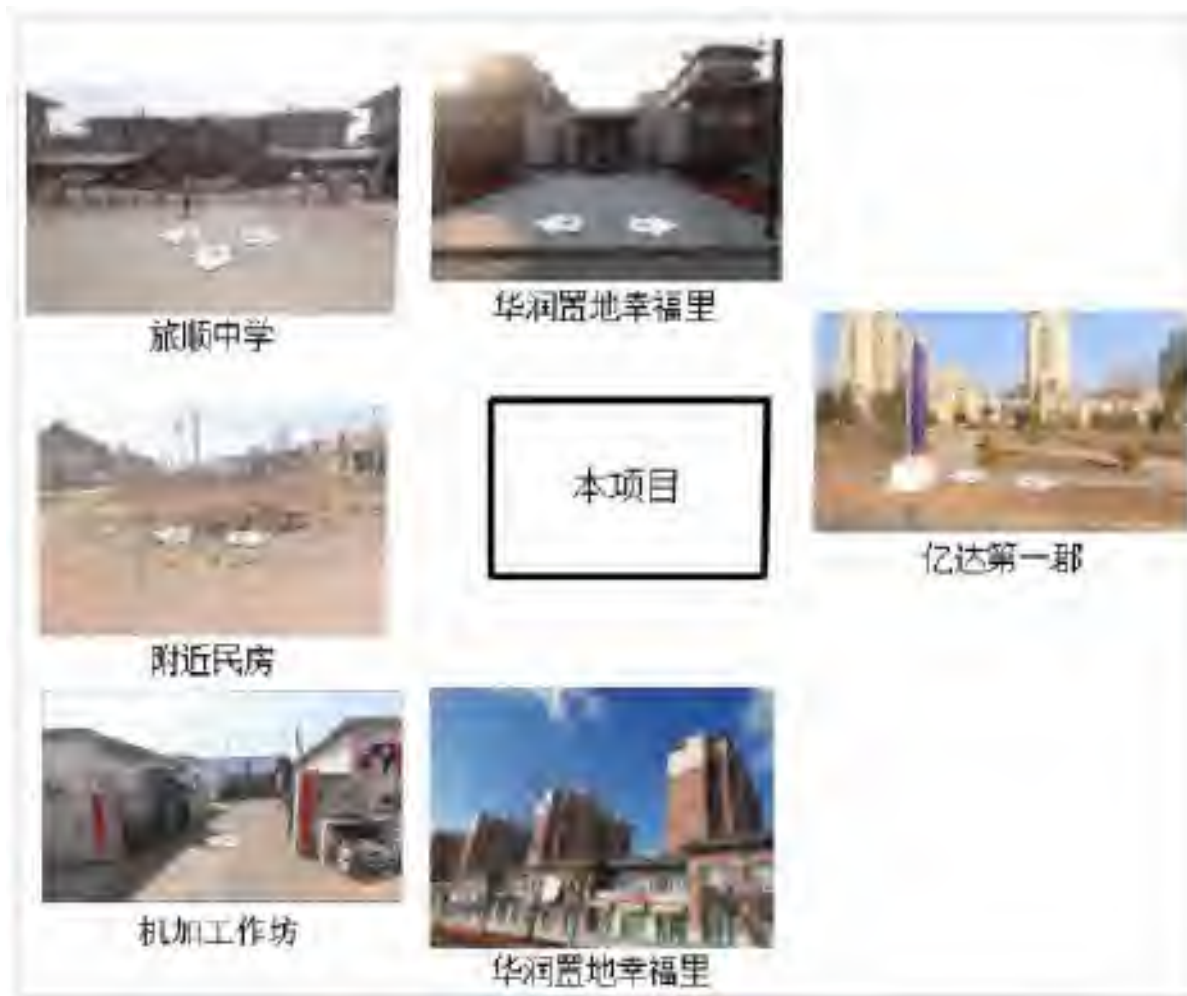 旅顺中学
华润置地幸福里
本项目
亿达第一郡
附近民房
机加工作坊
华润置地幸福里